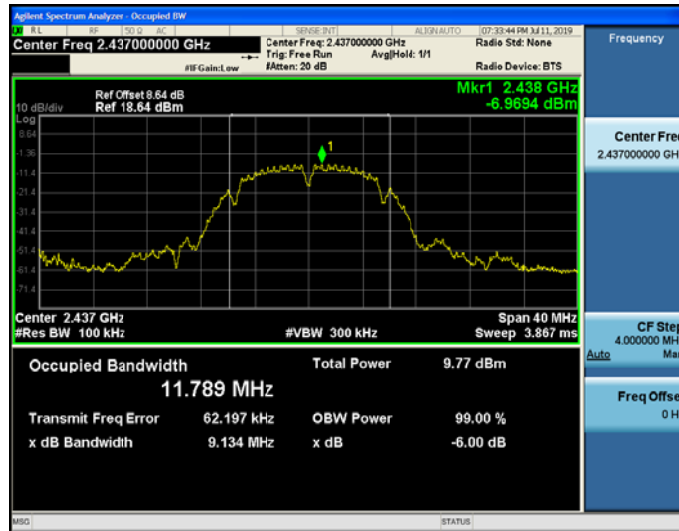 Agilent Spectrum Analyzer - Occupied BW
RL RF 50 Ω AC SENSE:INT ALIGN AUTO 07:33:44 PM Jul 11, 2019
Center Freq 2.437000000 GHz
Center Freq: 2.437000000 GHz
Radio Std: None
Trig: Free Run Avg|Hold: 1/1
#IFGain:Low
#Atten: 20 dB
Radio Device: BTS
Frequency
Ref Offset 8.64 dB
Mkr1 2.438 GHz
10 dB/div Ref 18.64 dBm
-6.9694 dBm
Log
8.64
1
-1.36
-11.4
-21.4
-31.4
-41.4
-51.4
-61.4
-71.4
Center 2.437 GHz
Span 40 MHz
#Res BW 100 kHz
#VBW 300 kHz
Sweep 3.867 ms
Center Fre
2.437000000 GH
CF Step
4.000000 MH
Auto Ma
Freq Offse
0 H
Occupied Bandwidth
Total Power 9.77 dBm
11.789 MHz
Transmit Freq Error 62.197 kHz OBW Power 99.00 %
x dB Bandwidth 9.134 MHz x dB -6.00 dB
MSG
STATUS